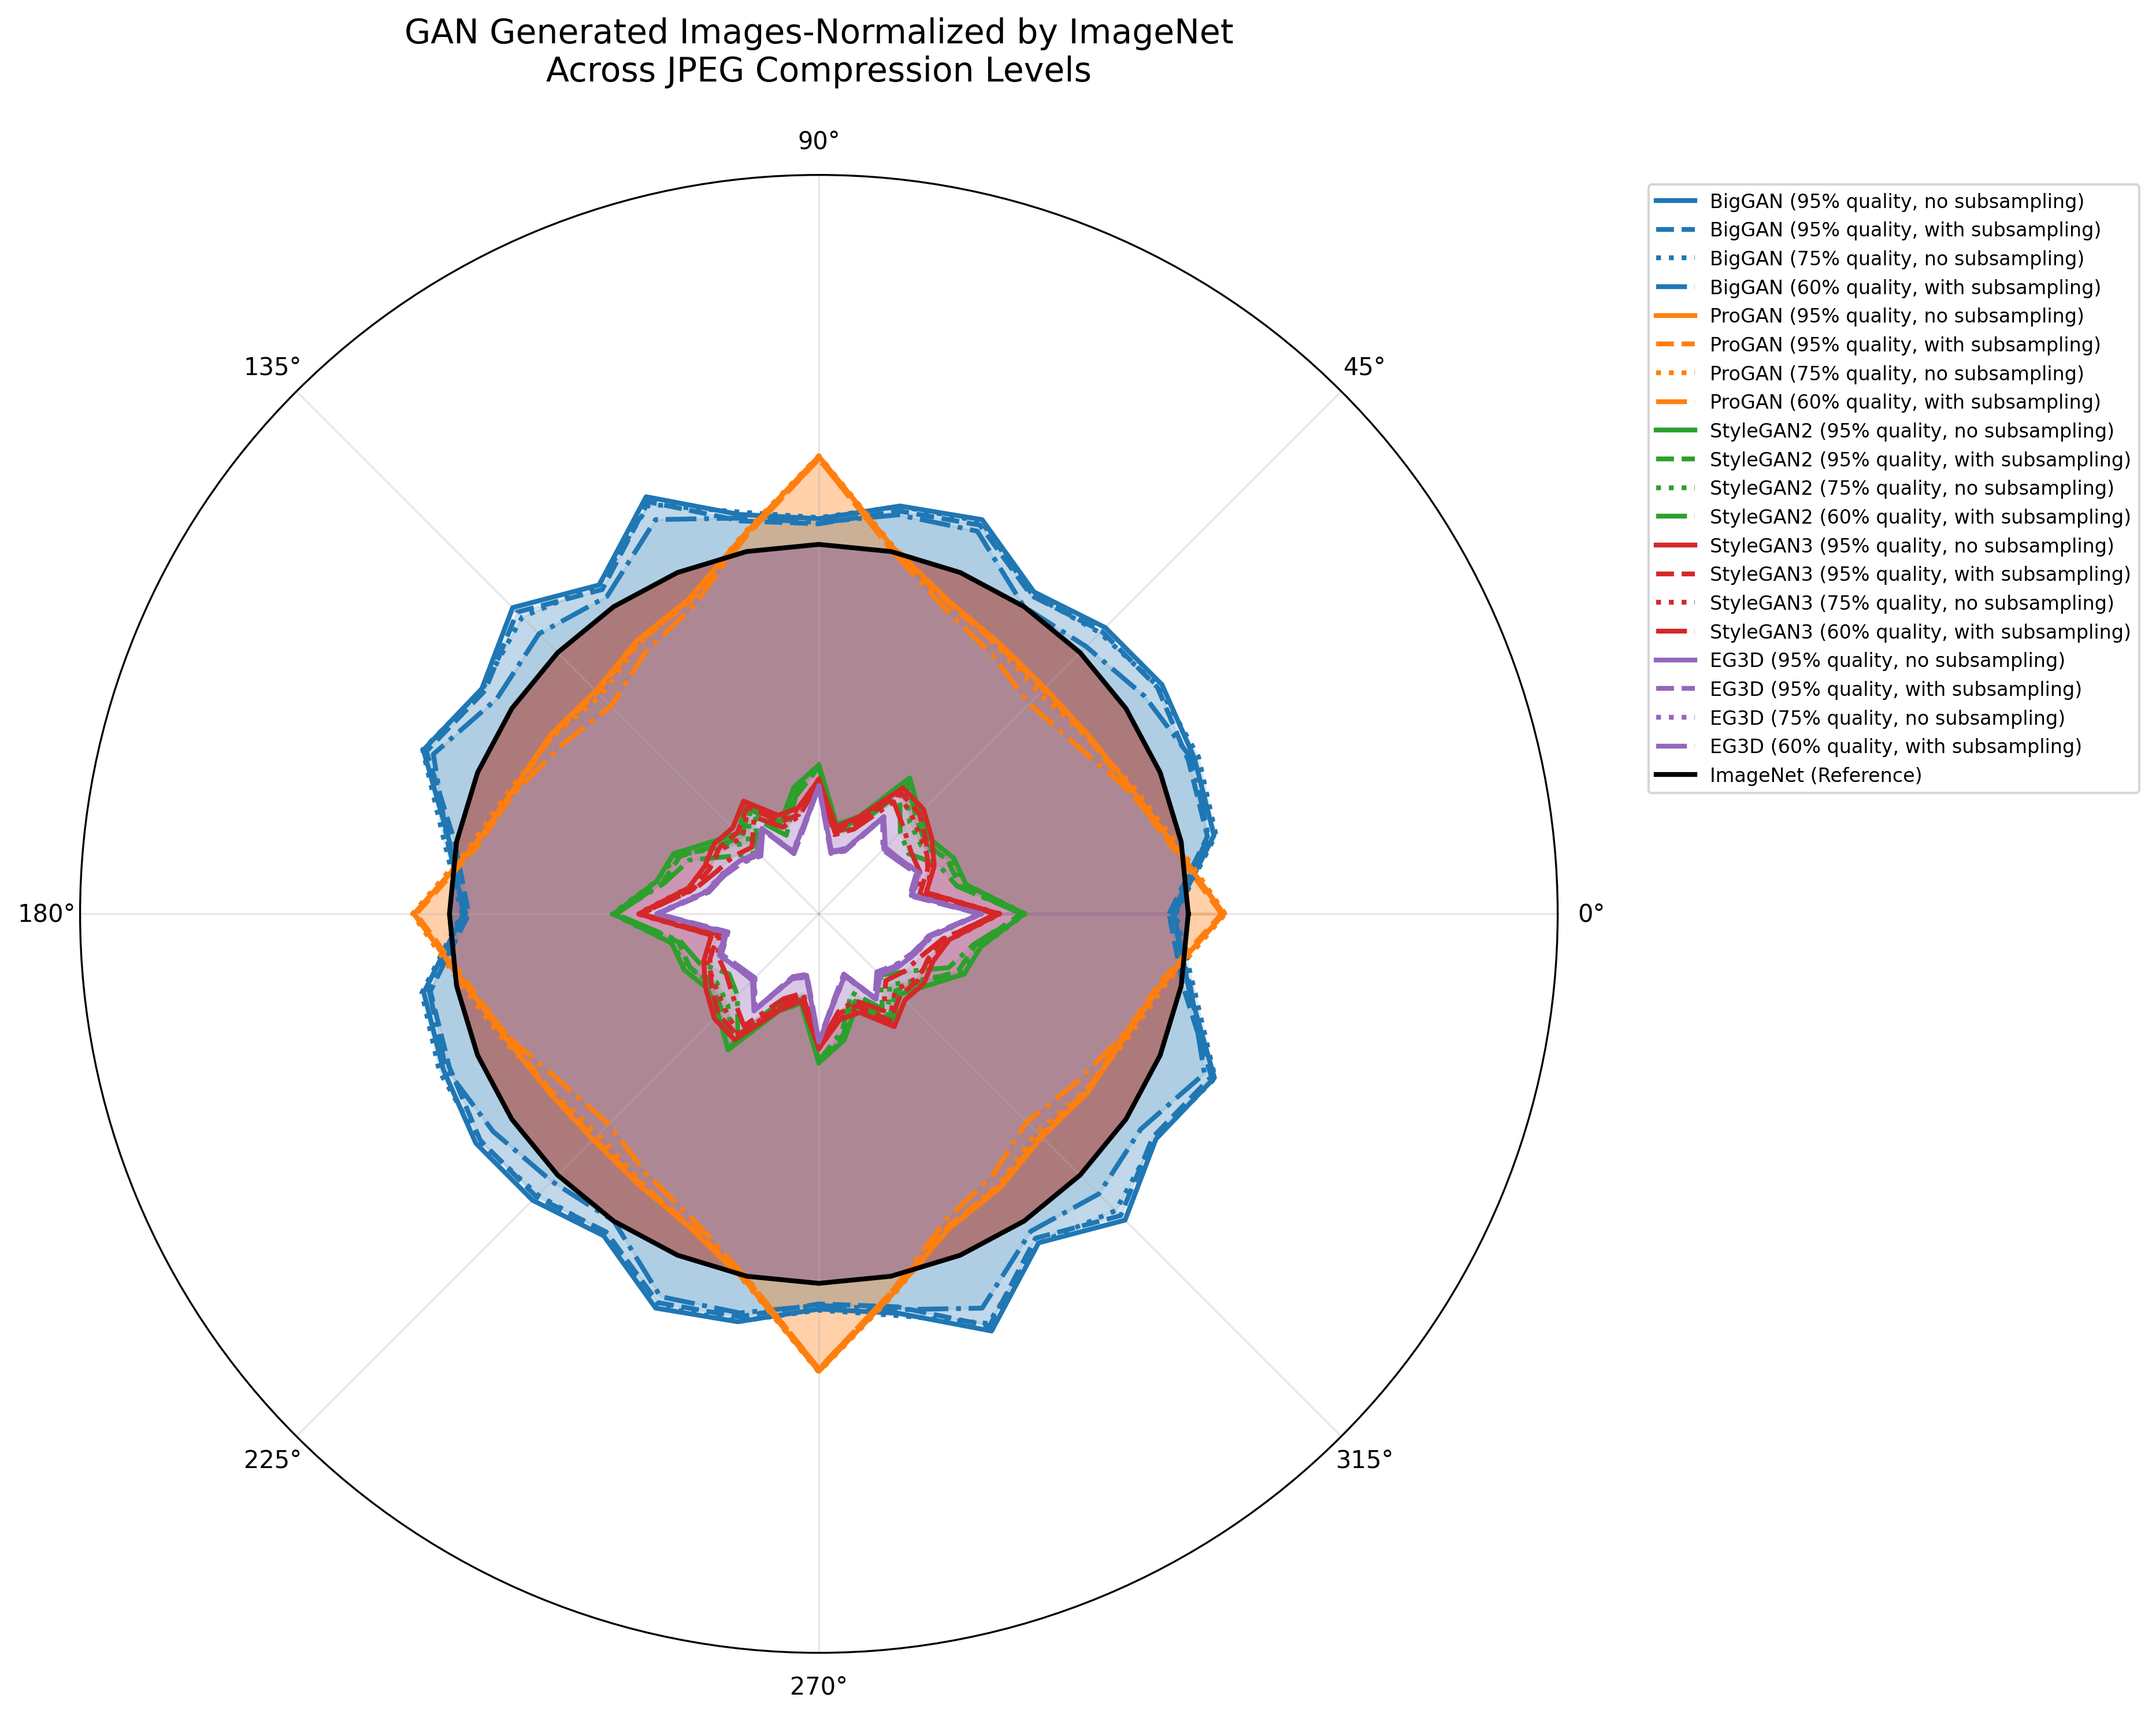 GAN Generated Images-Normalized by ImageNet
Across JPEG Compression Levels
90°
135°
45°
180°
0°
225°
315°
270°
BigGAN (95% quality, no subsampling)
BigGAN (95% quality, with subsampling)
BigGAN (75% quality, no subsampling)
BigGAN (60% quality, with subsampling)
ProGAN (95% quality, no subsampling)
ProGAN (95% quality, with subsampling)
ProGAN (75% quality, no subsampling)
ProGAN (60% quality, with subsampling)
StyleGAN2 (95% quality, no subsampling)
StyleGAN2 (95% quality, with subsampling)
StyleGAN2 (75% quality, no subsampling)
StyleGAN2 (60% quality, with subsampling)
StyleGAN3 (95% quality, no subsampling)
StyleGAN3 (95% quality, with subsampling)
StyleGAN3 (75% quality, no subsampling)
StyleGAN3 (60% quality, with subsampling)
EG3D (95% quality, no subsampling)
EG3D (95% quality, with subsampling)
EG3D (75% quality, no subsampling)
EG3D (60% quality, with subsampling)
ImageNet (Reference)